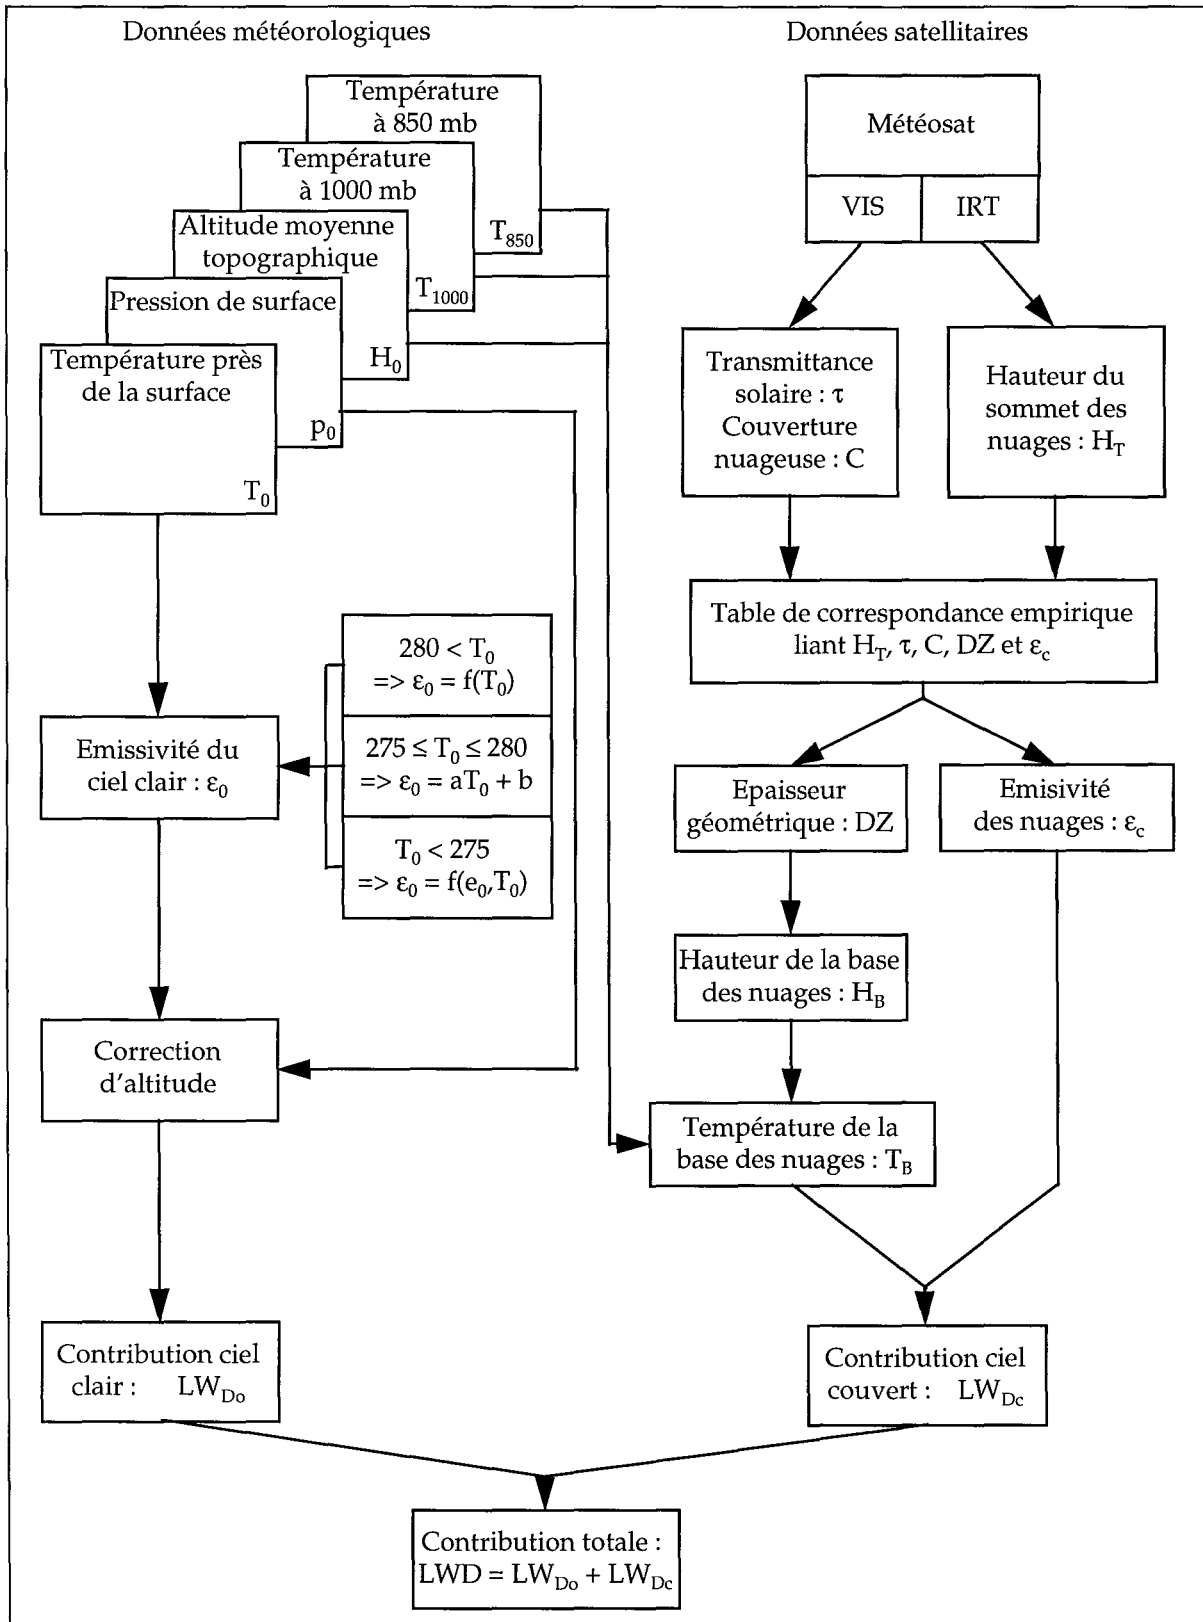 Données météorologiques
Données satellitaires
Température
à 850 mb
T850
Température
à 1000 mb
T1000
Altitude moyenne
topographique
H0
Pression de surface
p0
Température près
de la surface
T0
Météosat
VIS
IRT
Transmittance
solaire : τ
Couverture
nuageuse : C
Hauteur du
sommet des
nuages : HT
Table de correspondance empirique
liant HT, τ, C, DZ et εc
280 < T0
=> ε0 = f(T0)
275 ≤ T0 ≤ 280
=> ε0 = aT0 + b
T0 < 275
=> ε0 = f(e0,T0)
Emissivité du
ciel clair : ε0
Epaisseur
géométrique : DZ
Emisivité
des nuages : εc
Hauteur de la base
des nuages : HB
Correction
d'altitude
Température de la
base des nuages : TB
Contribution ciel
clair : LWDo
Contribution ciel
couvert : LWDc
Contribution totale :
LWD = LWDo + LWDc